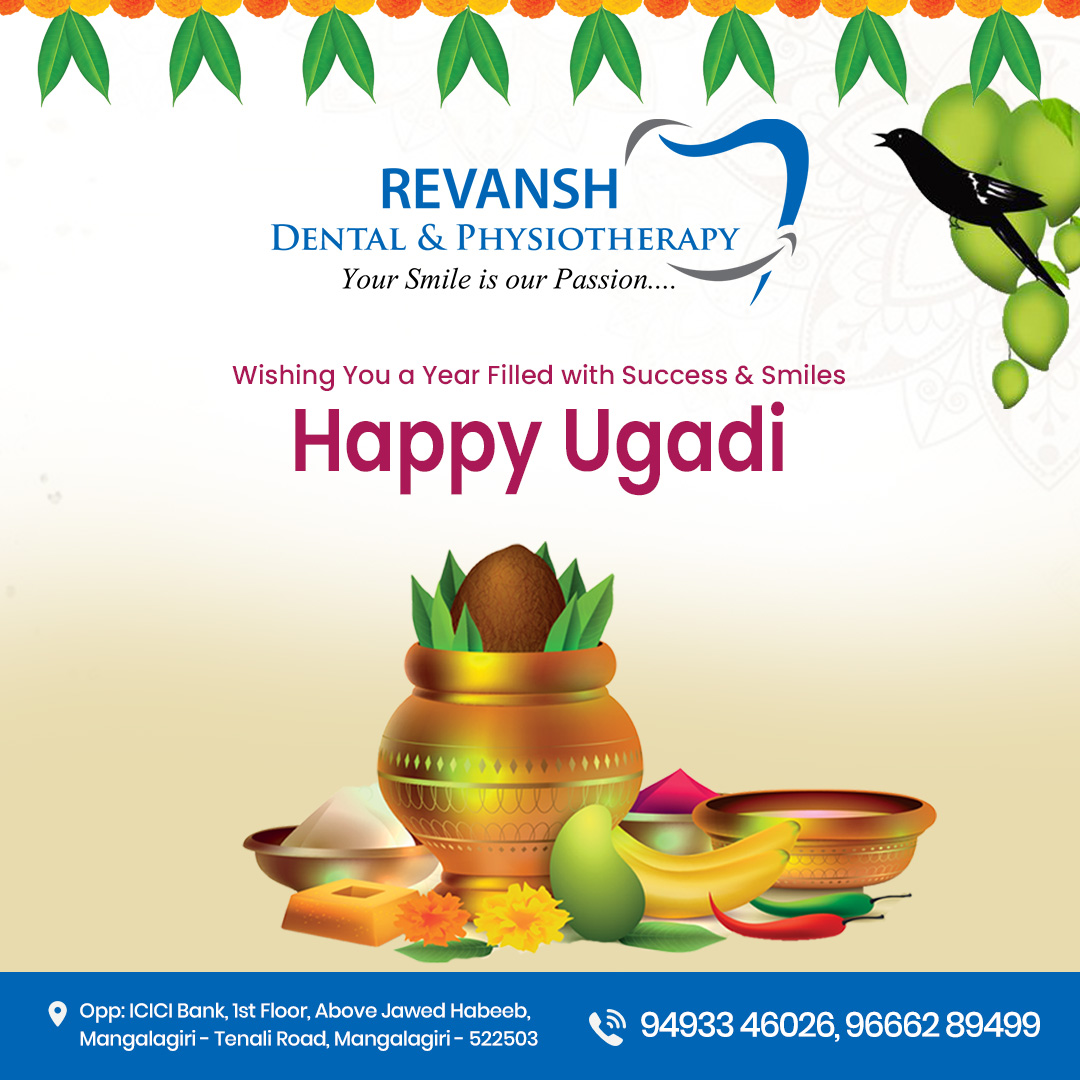 REVANSH
DENTAL & PHYSIOTHERAPY
Your Smile is our Passion....
Wishing You a Year Filled with Success & Smiles
Happy Ugadi
Opp: ICICI Bank, 1st Floor, Above Jawed Habeeb,
Mangalagiri - Tenali Road, Mangalagiri - 522503
94933 46026, 96662 89499